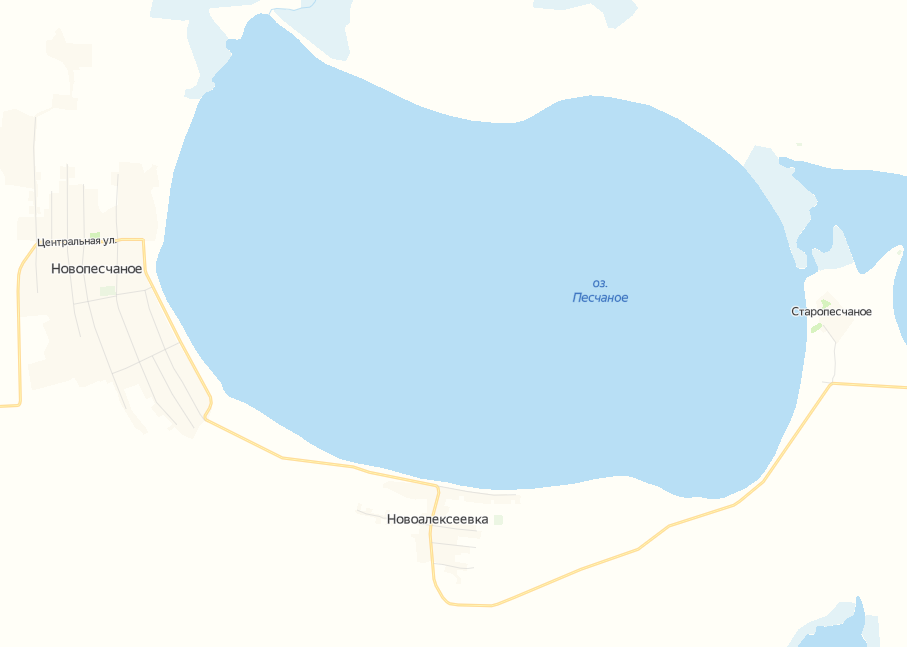 Центральная ул.
Новопесчаное
оз.
Песчаное
Старопесчаное
Новоалексеевка